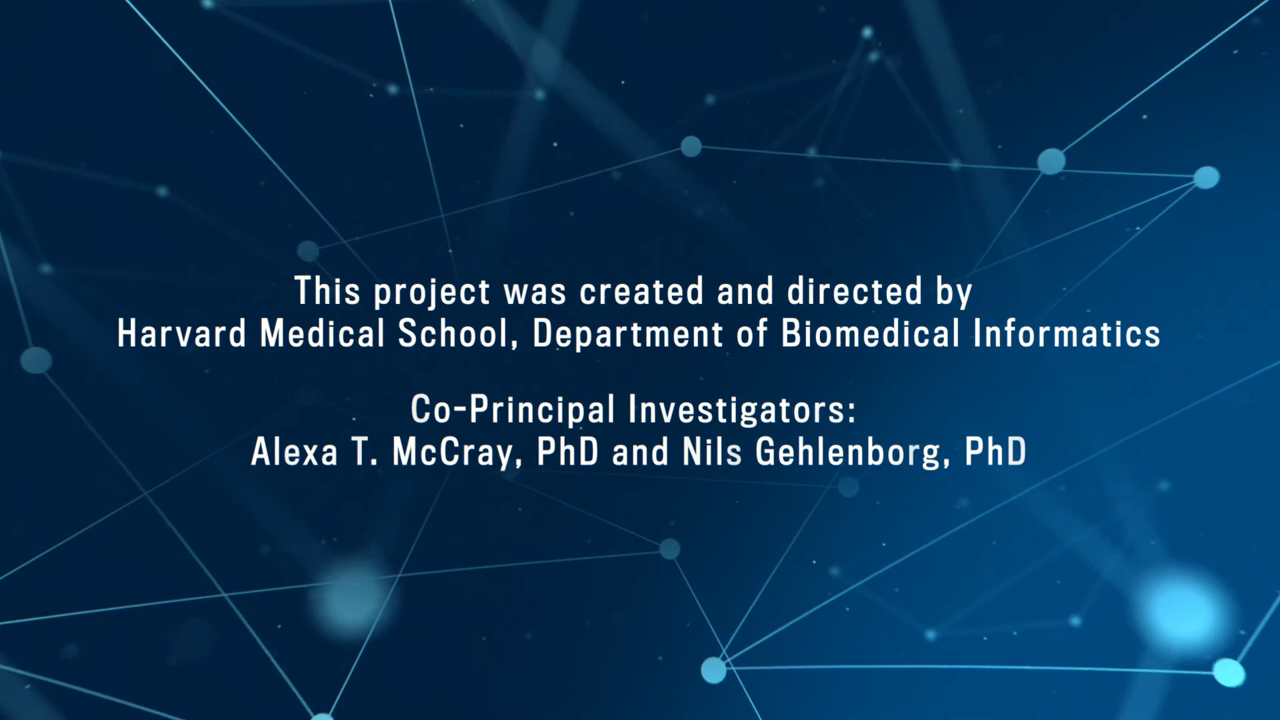 This project was created and directed by
Harvard Medical School, Department of Biomedical Informatics
Co-Principal Investigators:
Alexa T. McCray, PhD and Nils Gehlenborg, PhD